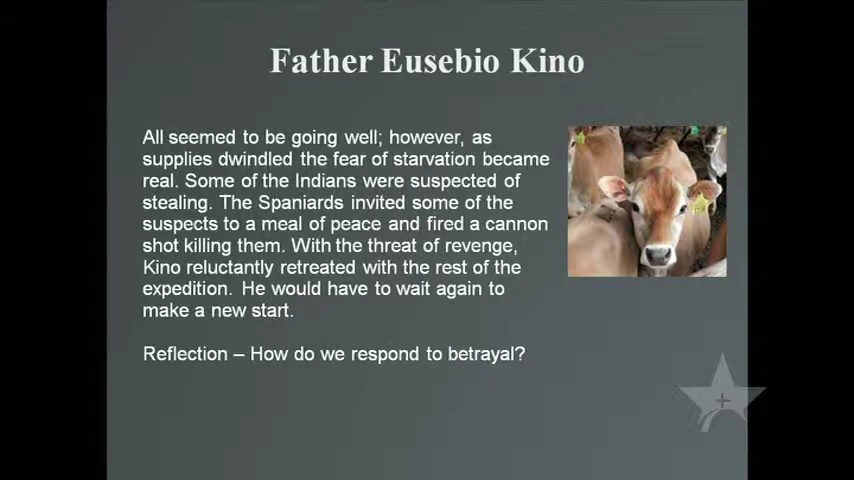 Father Eusebio Kino
All seemed to be going well; however, as
supplies dwindled the fear of starvation became
real. Some of the Indians were suspected of
stealing. The Spaniards invited some of the
suspects to a meal of peace and fired a cannon
shot killing them. With the threat of revenge,
Kino reluctantly retreated with the rest of the
expedition. He would have to wait again to
make a new start.
Reflection – How do we respond to betrayal?